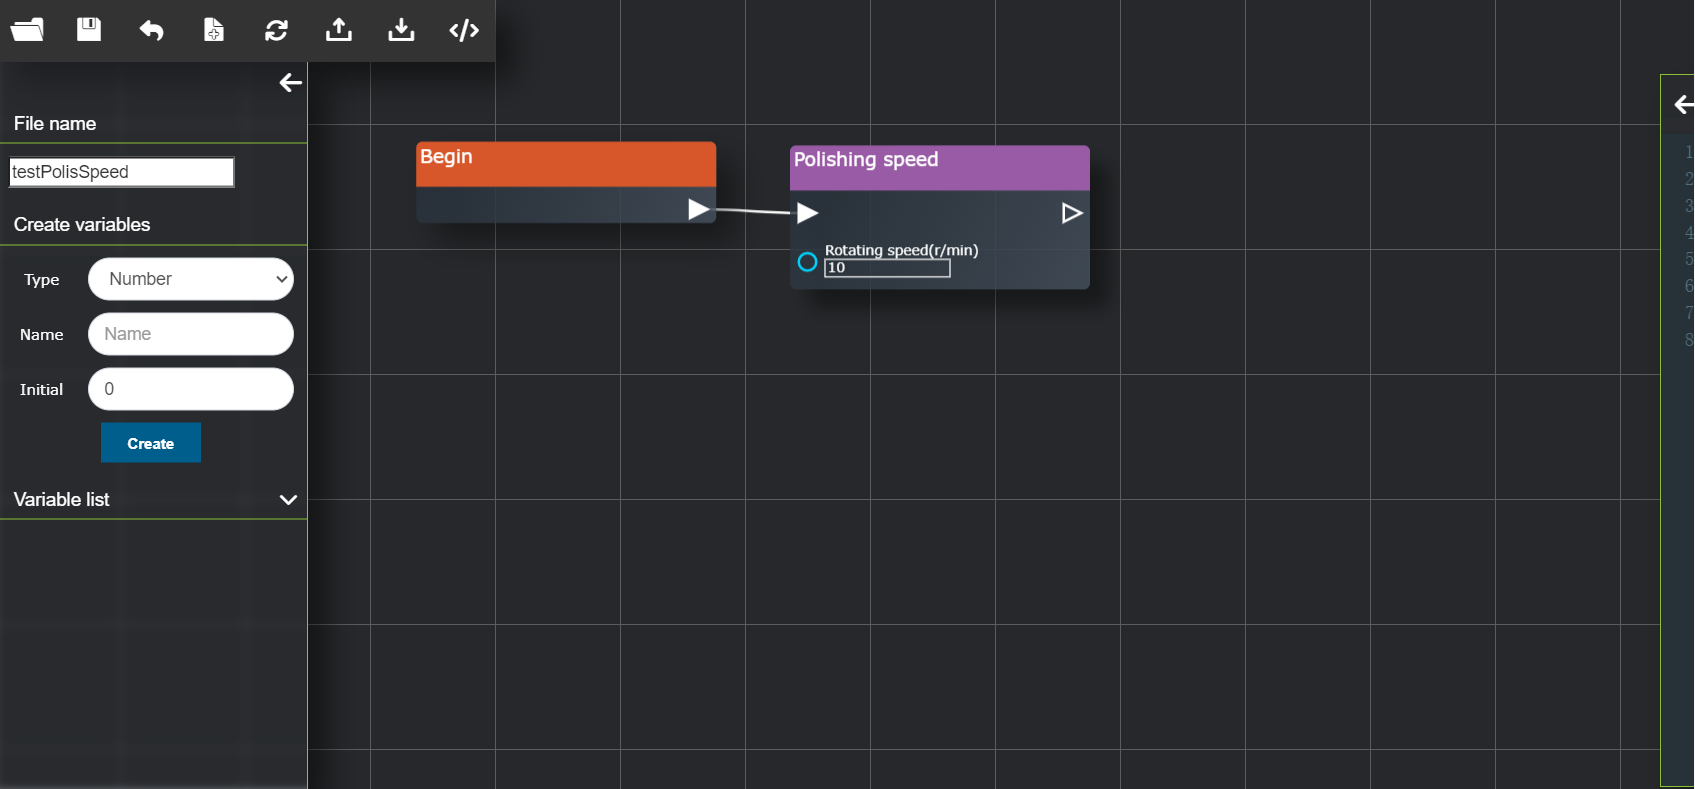 File name
testPolisSpeed
Create variables
Type
Number
Name
Name
Initial
0
Create
Variable list
Begin
Polishing speed
Rotating speed(r/min)
10
1
2
3
4
5
6
7
8